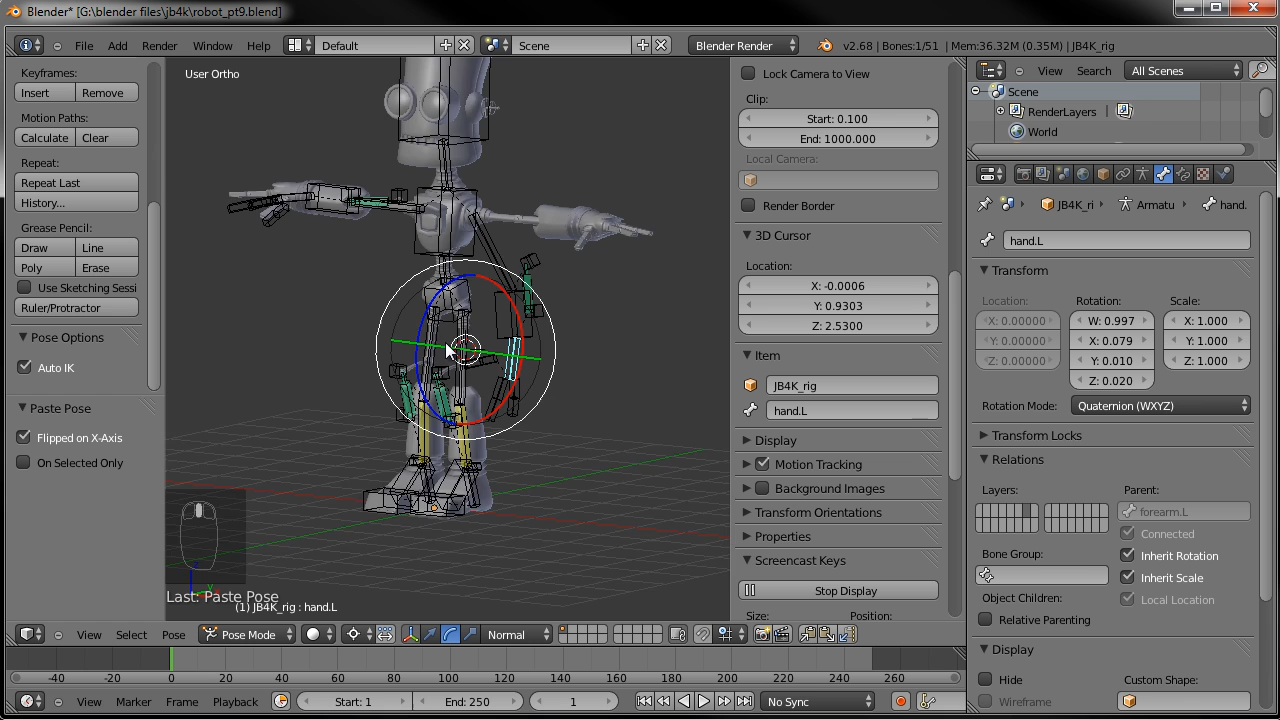 Blender* [G:\blender files\jb4k\robot_pt9.blend]
File Add Render Window Help Default Scene Blender Render v2.68 | Bones:1/51 | Mem:36.32M (0.35M) | JB4K_rig
Keyframes:
Insert Remove
Motion Paths:
Calculate Clear
Repeat:
Repeat Last
History...
Grease Pencil:
Draw Line
Poly Erase
Use Sketching Sessi
Ruler/Protractor
Pose Options
Auto IK
Paste Pose
Flipped on X-Axis
On Selected Only
User Ortho
Last: Paste Pose
(1) JB4K_rig : hand.L
View Select Pose Pose Mode Normal
Lock Camera to View
Clip:
Start: 0.100
End: 1000.000
Local Camera:
Render Border
3D Cursor
Location:
X: -0.0006
Y: 0.9303
Z: 2.5300
Item
JB4K_rig
hand.L
Display
Motion Tracking
Background Images
Transform Orientations
Properties
Screencast Keys
Stop Display
Size: Position:
View Search All Scenes
Scene
RenderLayers
World
JB4K_ri Armatu hand.
hand.L
Transform
Location: Rotation: Scale:
X: 0.00000 W: 0.997 X: 1.000
Y: 0.00000 X: 0.079 Y: 1.000
Z: 0.00000 Y: 0.010 Z: 1.000
Z: 0.020
Rotation Mode: Quaternion (WXYZ)
Transform Locks
Relations
Layers: Parent:
forearm.L
Connected
Bone Group: Inherit Rotation
Inherit Scale
Object Children: Local Location
Relative Parenting
Display
Hide Custom Shape:
Wireframe
-40 -20 0 20 40 60 80 100 120 140 160 180 200 220 240 260
View Marker Frame Playback Start: 1 End: 250 1 No Sync